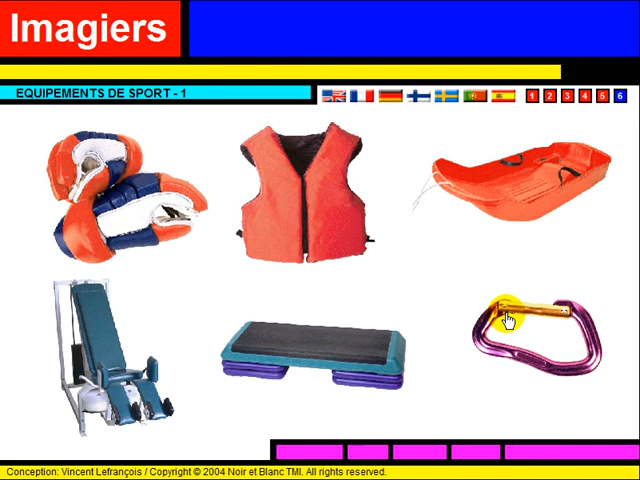 Imagiers
EQUIPEMENTS DE SPORT - 1
1 2 3 4 5 6
Conception: Vincent Lefrançois / Copyright © 2004 Noir et Blanc TMI. All rights reserved.